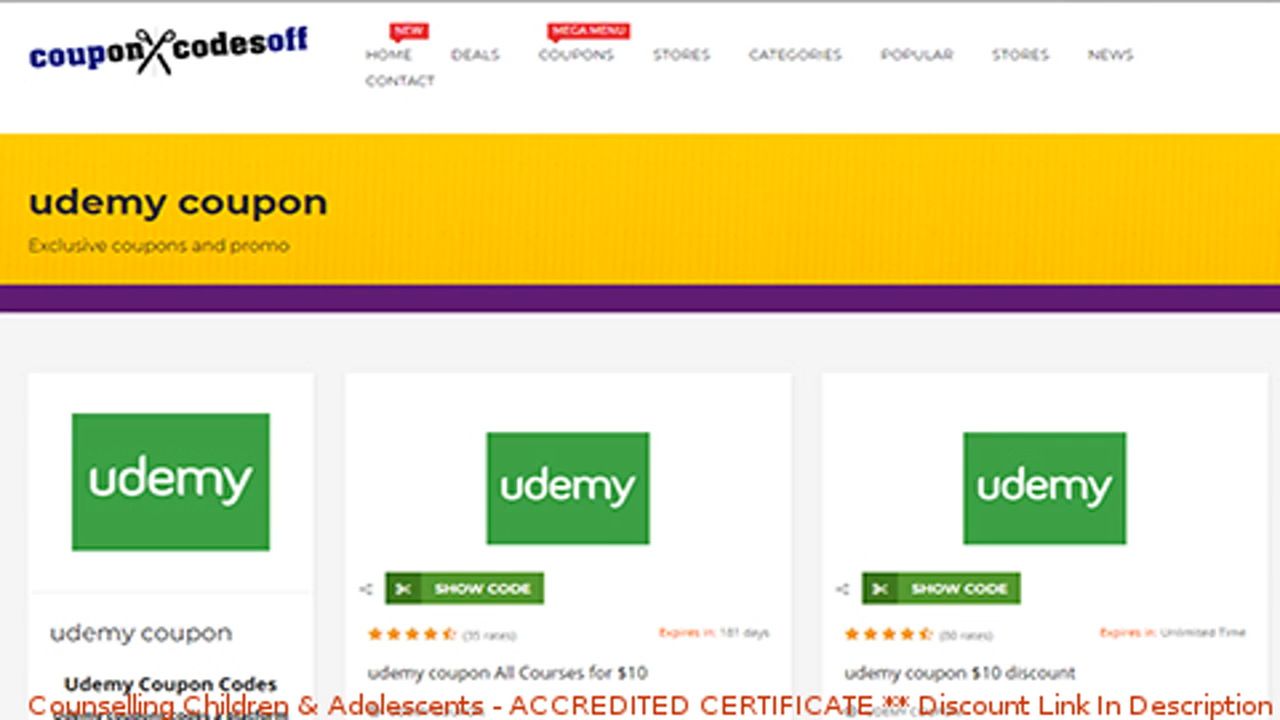 couponcodesoff
NEW
MEGA MENU
HOME DEALS COUPONS STORES CATEGORIES POPULAR STORES NEWS
CONTACT
udemy coupon
Exclusive coupons and promo
udemy
udemy
udemy
SHOW CODE
SHOW CODE
(35 rates)
Expires in: 181 days
(80 rates)
Expires in: Unlimited Time
udemy coupon
udemy coupon All Courses for $10
udemy coupon $10 discount
Udemy Coupon Codes
Counselling Children & Adolescents - ACCREDITED CERTIFICATE ** Discount Link In Description